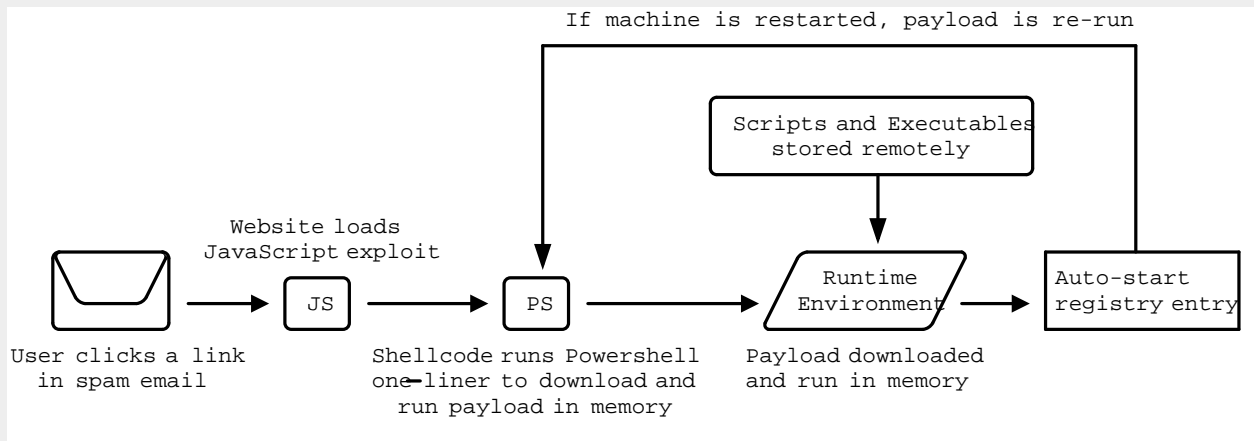 If machine is restarted, payload is re-run
Scripts and Executables
stored remotely
Website loads
JavaScript exploit
JS
PS
Runtime
Environment
Auto-start
registry entry
User clicks a link
in spam email
Shellcode runs Powershell
one-liner to download and
run payload in memory
Payload downloaded
and run in memory